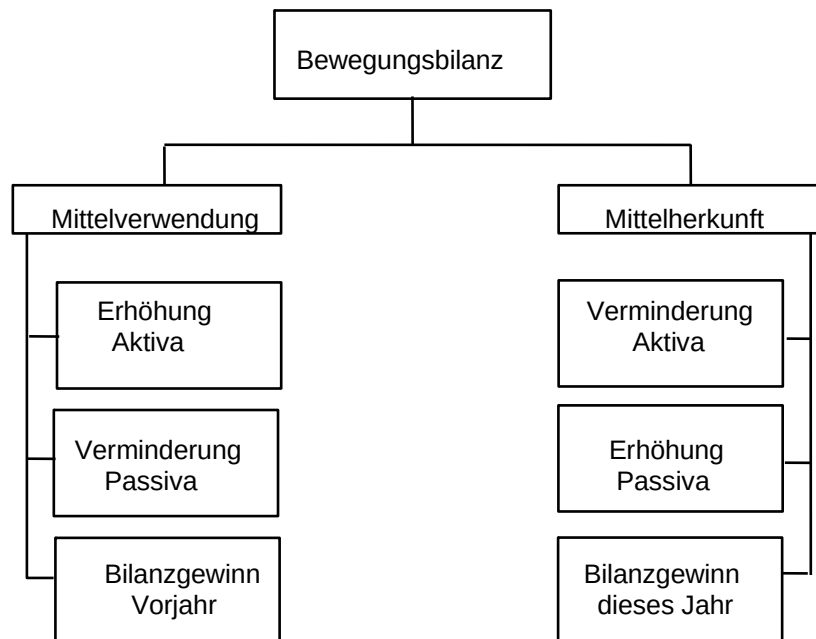 Bewegungsbilanz
Mittelverwendung
Mittelherkunft
Erhöhung
Aktiva
Verminderung
Aktiva
Verminderung
Passiva
Erhöhung
Passiva
Bilanzgewinn
Vorjahr
Bilanzgewinn
dieses Jahr